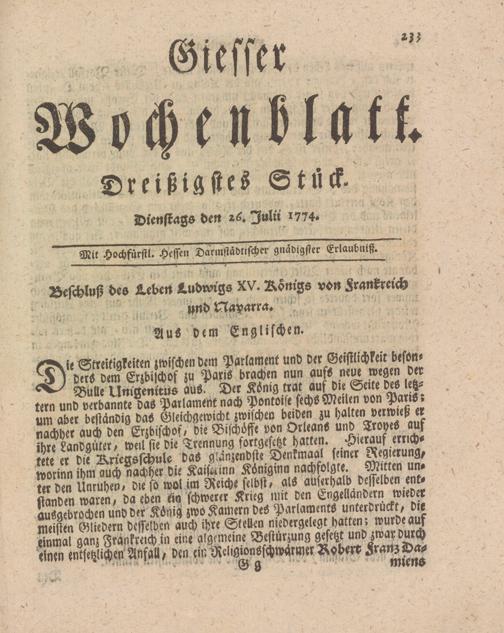 233
Giesser
Wochenblatt.
Dreißigstes Stück.
Dienstags den 26. Julii 1774.
Mit Hochfürstl. Hessen Darmstädtischer gnädigster Erlaubniß.
Beschluß des Leben Ludwigs XV. Königs von Frankreich
und Navarra.
Aus dem Englischen.
Die Streitigkeiten zwischen dem Parlament und der Geistlichkeit beson-
ders dem Erzbischof zu Paris brachen nun aufs neue wegen der
Bulle Unigenitus aus. Der König trat auf die Seite des letz-
tern und verbannte das Parlament nach Pontoise sechs Meilen von Paris;
um aber beständig das Gleichgewicht zwischen beiden zu halten verwieß er
nachher auch den Erzbischof, die Bischöffe von Orleans und Troyes auf
ihre Landgüter, weil sie die Trennung fortgesetzt hatten. Hierauf errich-
tete er die Kriegsschule das glänzenste Denkmaal seiner Regierung,
worinn ihm auch nachher die Kaiserinn Königinn nachfolgte. Mitten un-
ter den Unruhen, die so wol im Reiche selbst, als auserhalb desselben ent-
standen waren, da eben ein schwerer Krieg mit den Engelländern wieder
ausgebrochen und der König zwo Kamern des Parlaments unterdrückt, die
meisten Gliedern desselben auch ihre Stellen niedergelegt hatten; wurde auf
einmal ganz Frankreich in eine algemeine Bestürzung gesetzt und zwar durch
einen entsetzlichen Anfall, den ein Religionsschwärmer Robert Franz Da-
G g
miens